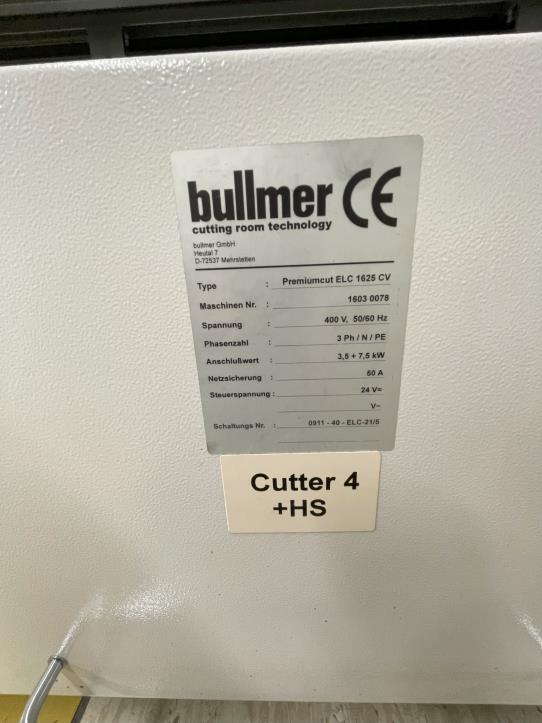 bullmer CE
cutting room technology
bullmer GmbH
Heutal 7
D-72537 Mehrstetten
Type : Premiumcut ELC 1625 CV
Maschinen Nr. : 1603 0078
Spannung : 400 V, 50/60 Hz
Phasenzahl : 3 Ph / N / PE
Anschlußwert : 3,5 + 7,5 kW
Netzsicherung : 50 A
Steuerspannung : 24 V=
V~
Schaltungs Nr. : 0911 - 40 - ELC-21/5
Cutter 4
+HS